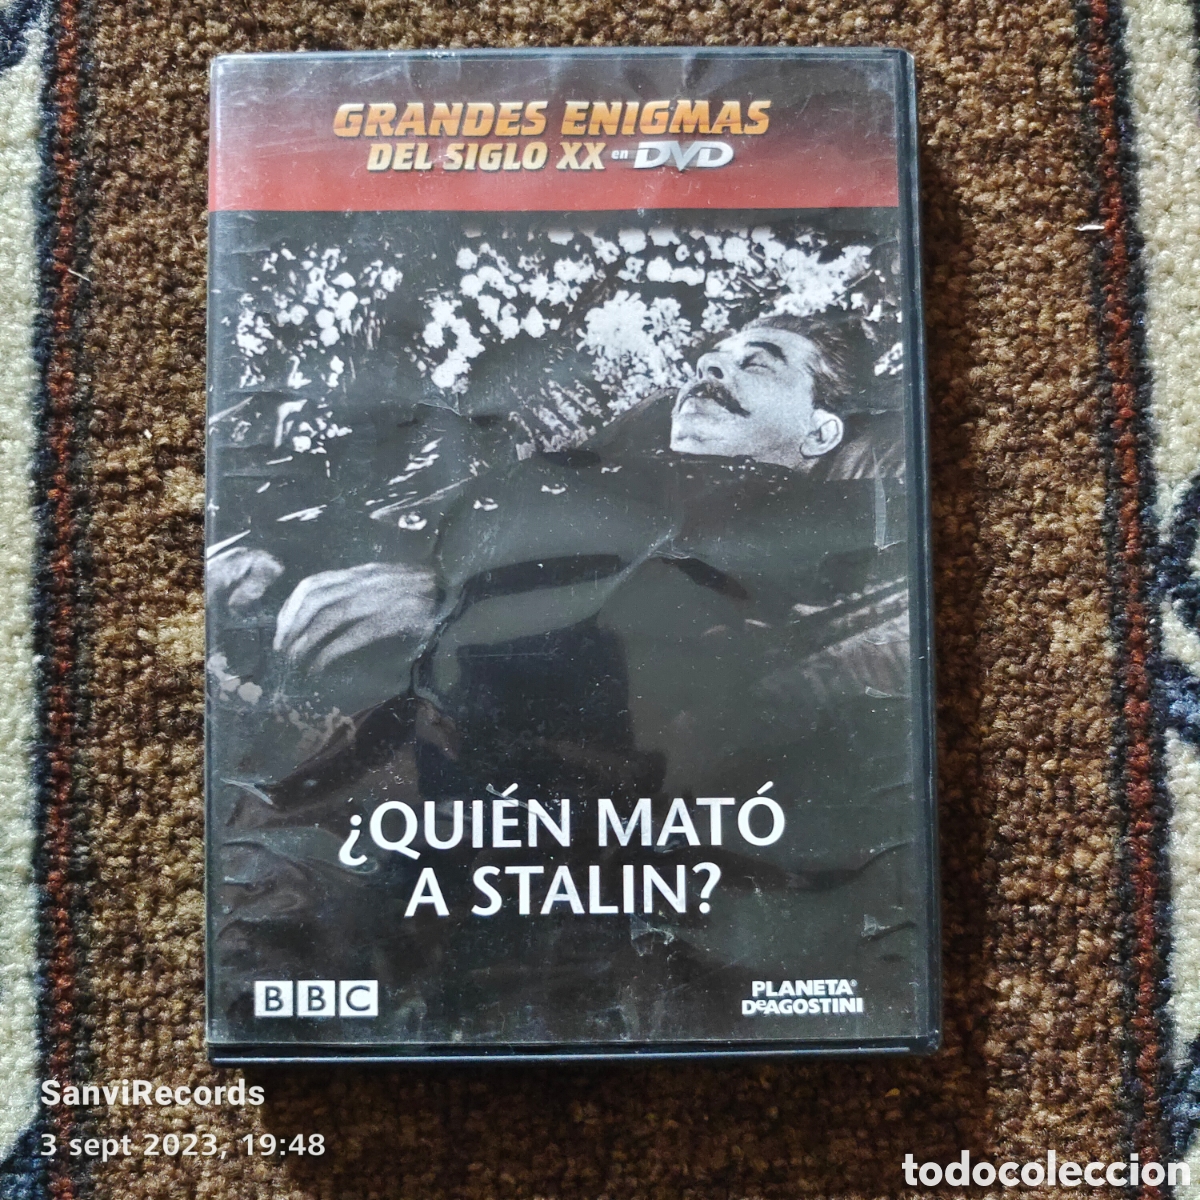 GRANDES ENIGMAS
DEL SIGLO XX en DVD
¿QUIÉN MATÓ
A STALIN?
BBC
PLANETA®
DeAGOSTINI
SanviRecords
3 sept 2023, 19:48
todocoleccion